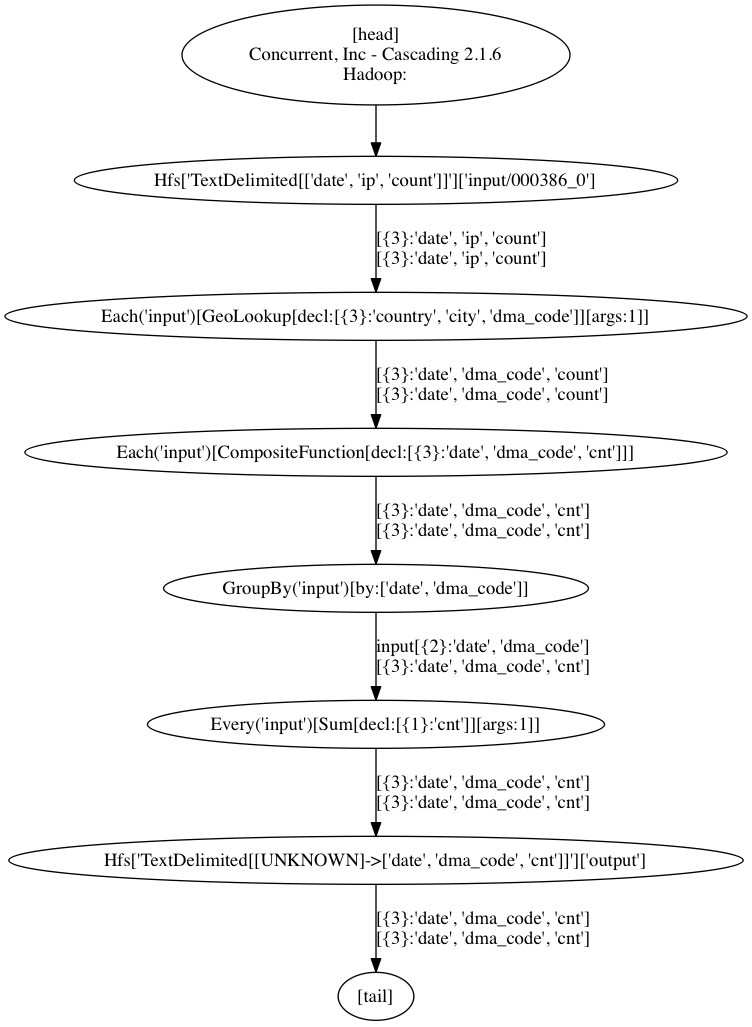 [head]
Concurrent, Inc - Cascading 2.1.6
Hadoop:
Hfs['TextDelimited[['date', 'ip', 'count']]']['input/000386_0']
[{3}:'date', 'ip', 'count']
[{3}:'date', 'ip', 'count']
Each('input')[GeoLookup[decl:[{3}:'country', 'city', 'dma_code']][args:1]]
[{3}:'date', 'dma_code', 'count']
[{3}:'date', 'dma_code', 'count']
Each('input')[CompositeFunction[decl:[{3}:'date', 'dma_code', 'cnt']]]
[{3}:'date', 'dma_code', 'cnt']
[{3}:'date', 'dma_code', 'cnt']
GroupBy('input')[by:['date', 'dma_code']]
input[{2}:'date', 'dma_code']
[{3}:'date', 'dma_code', 'cnt']
Every('input')[Sum[decl:[{1}:'cnt']][args:1]]
[{3}:'date', 'dma_code', 'cnt']
[{3}:'date', 'dma_code', 'cnt']
Hfs['TextDelimited[[UNKNOWN]->['date', 'dma_code', 'cnt']]']['output']
[{3}:'date', 'dma_code', 'cnt']
[{3}:'date', 'dma_code', 'cnt']
[tail]